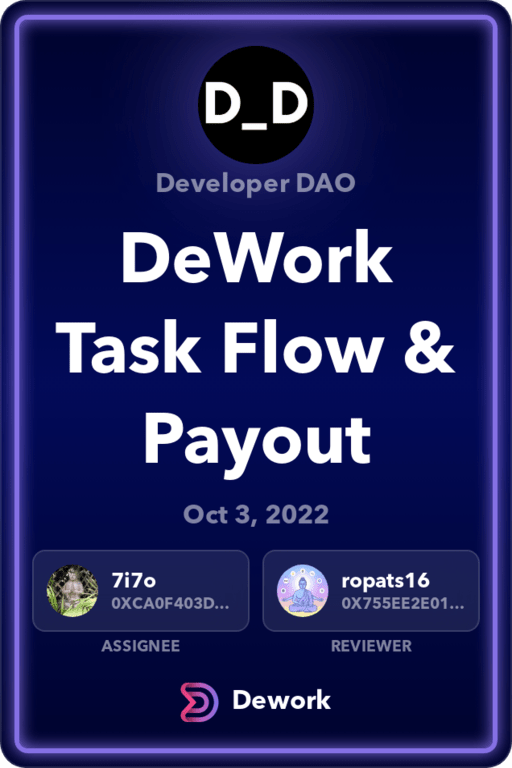 D_D
Developer DAO
DeWork
Task Flow &
Payout
Oct 3, 2022
7i7o
0XCA0F403D...
ropats16
0X755EE2E01...
ASSIGNEE
REVIEWER
Dework